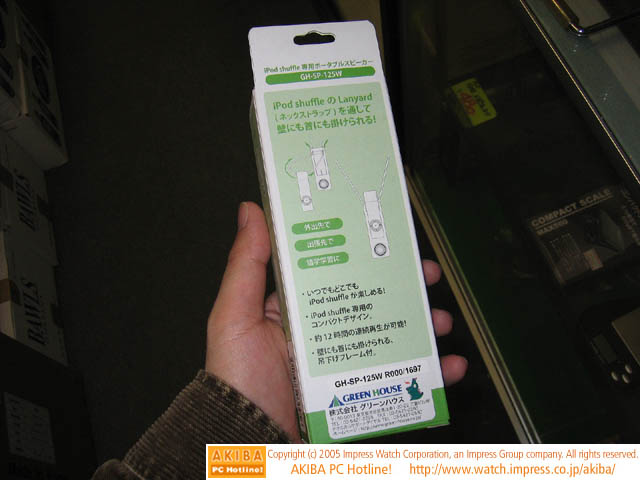 iPod shuffle 専用ポータブルスピーカー
GH-SP-125W
iPod shuffle の Lanyard
(ネックストラップ) を通して
壁にも首にも掛けられる!
外出先で
出張先で
語学学習に
・いつでもどこでも
iPod shuffle が楽しめる!
・iPod shuffle 専用の
コンパクトデザイン。
・約12時間の連続再生が可能!
・壁にも首にも掛けられる、
吊下げフレーム付。
GH-SP-125W R000/1697
GREEN HOUSE
株式会社 グリーンハウス
COMPACT SCALE
BAWLS
BAWLS
AKIBA
PC Hotline!
Copyright (c) 2005 Impress Watch Corporation, an Impress Group company. All rights reserved.
AKIBA PC Hotline! http://www.watch.impress.co.jp/akiba/